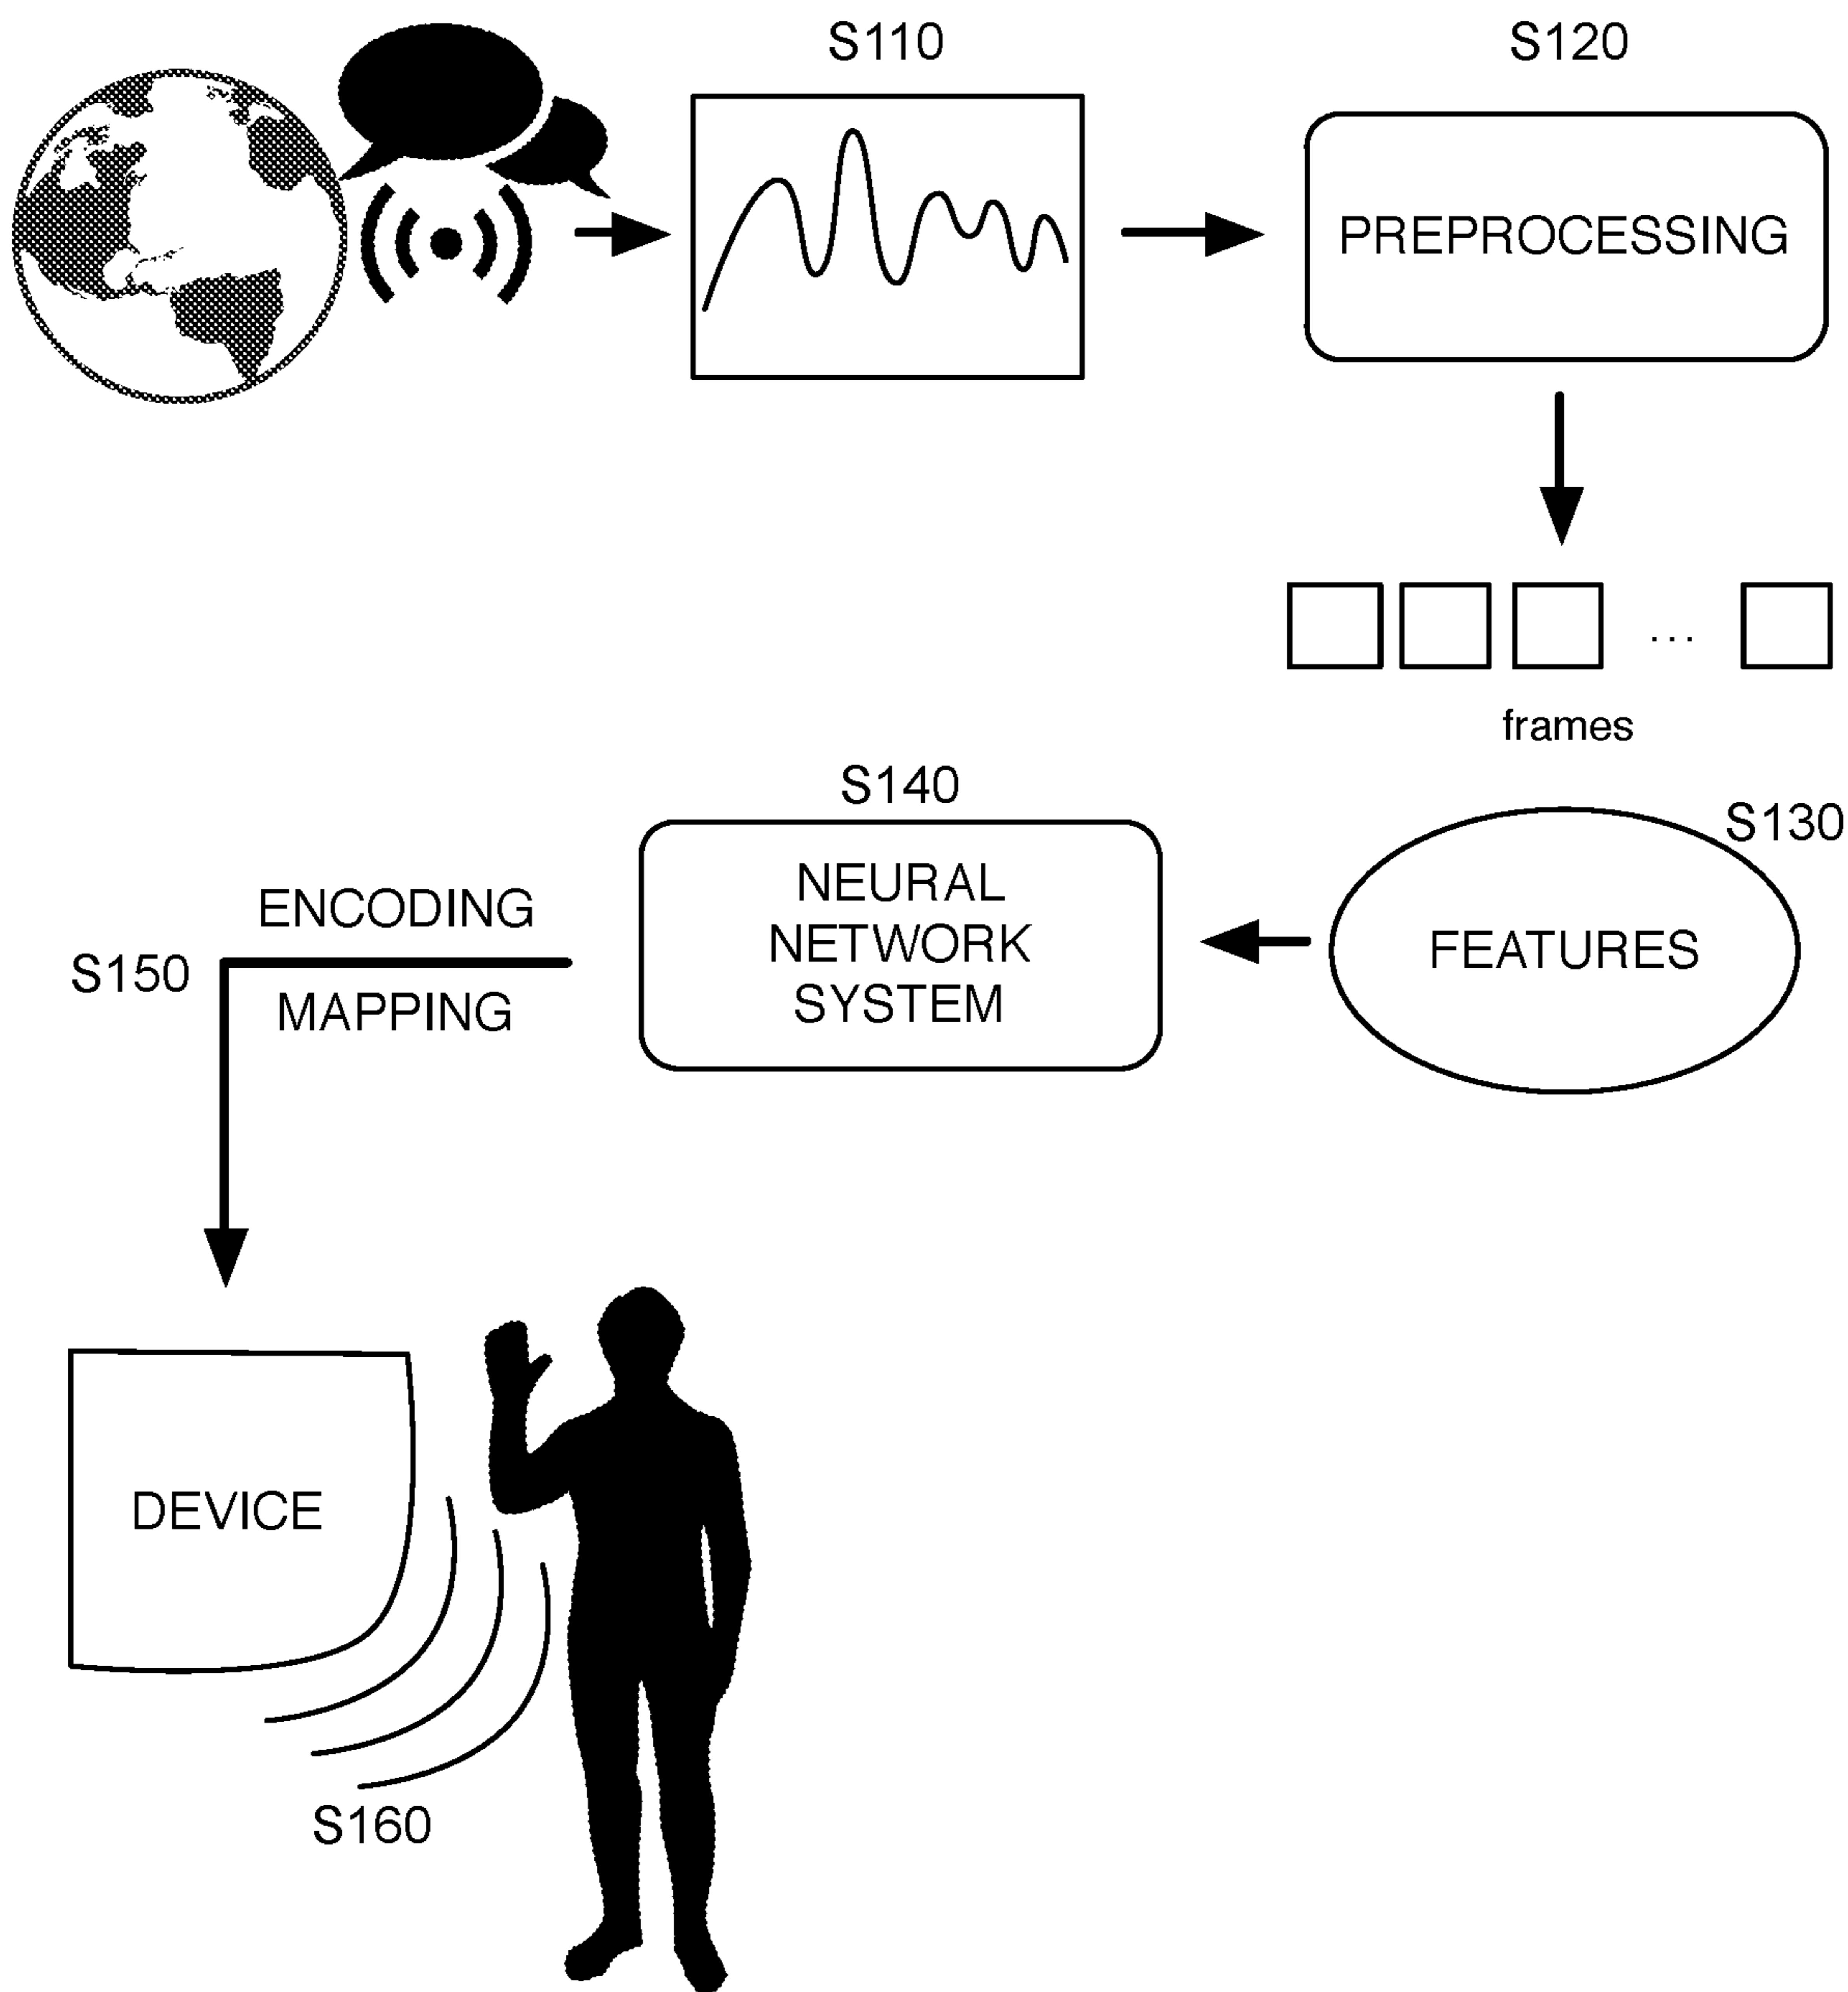 S110
S120
PREPROCESSING
...
frames
S130
FEATURES
S140
NEURAL
NETWORK
SYSTEM
ENCODING
S150
MAPPING
DEVICE
S160